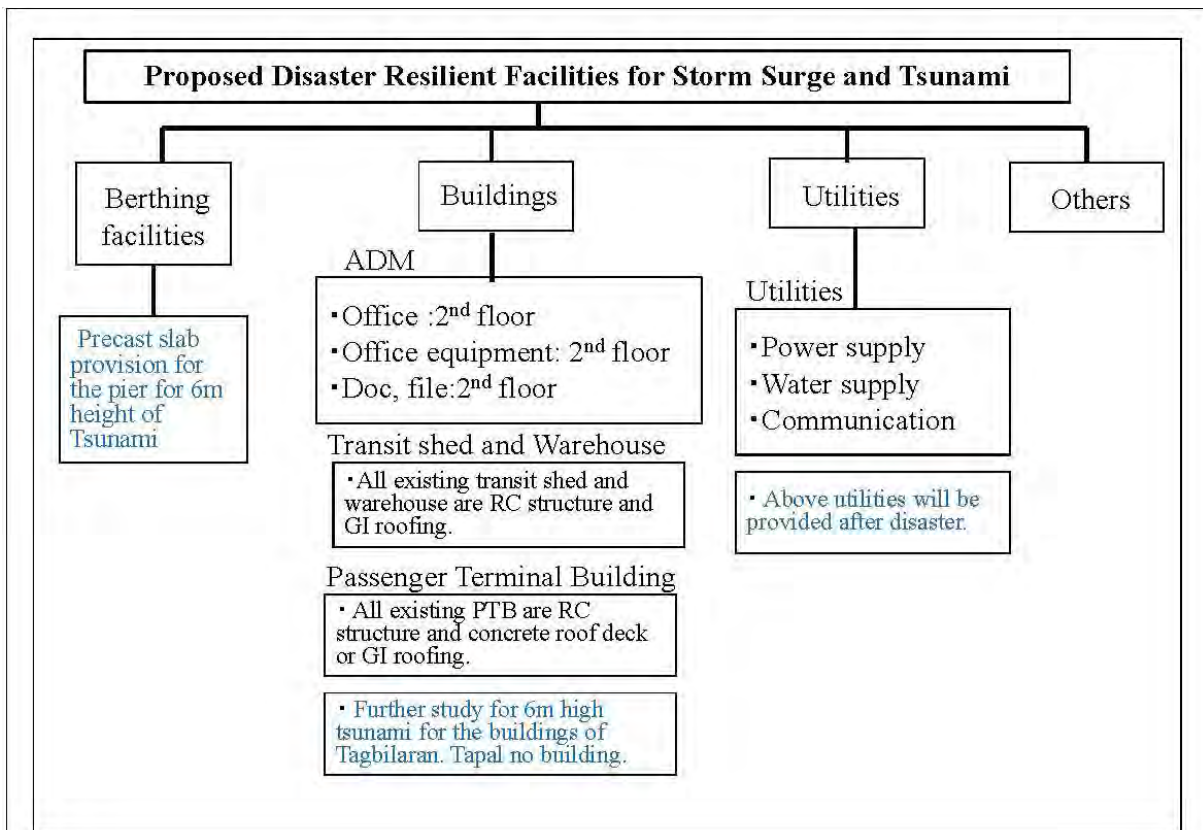 Proposed Disaster Resilient Facilities for Storm Surge and Tsunami
Berthing
facilities
Buildings
Utilities
Others
Precast slab
provision for
the pier for 6m
height of
Tsunami
ADM
・Office :2nd floor
・Office equipment: 2nd floor
・Doc, file:2nd floor
Transit shed and Warehouse
・All existing transit shed and
warehouse are RC structure and
GI roofing.
Passenger Terminal Building
・All existing PTB are RC
structure and concrete roof deck
or GI roofing.
・Further study for 6m high
tsunami for the buildings of
Tagbilaran. Tapal no building.
Utilities
・Power supply
・Water supply
・Communication
・Above utilities will be
provided after disaster.